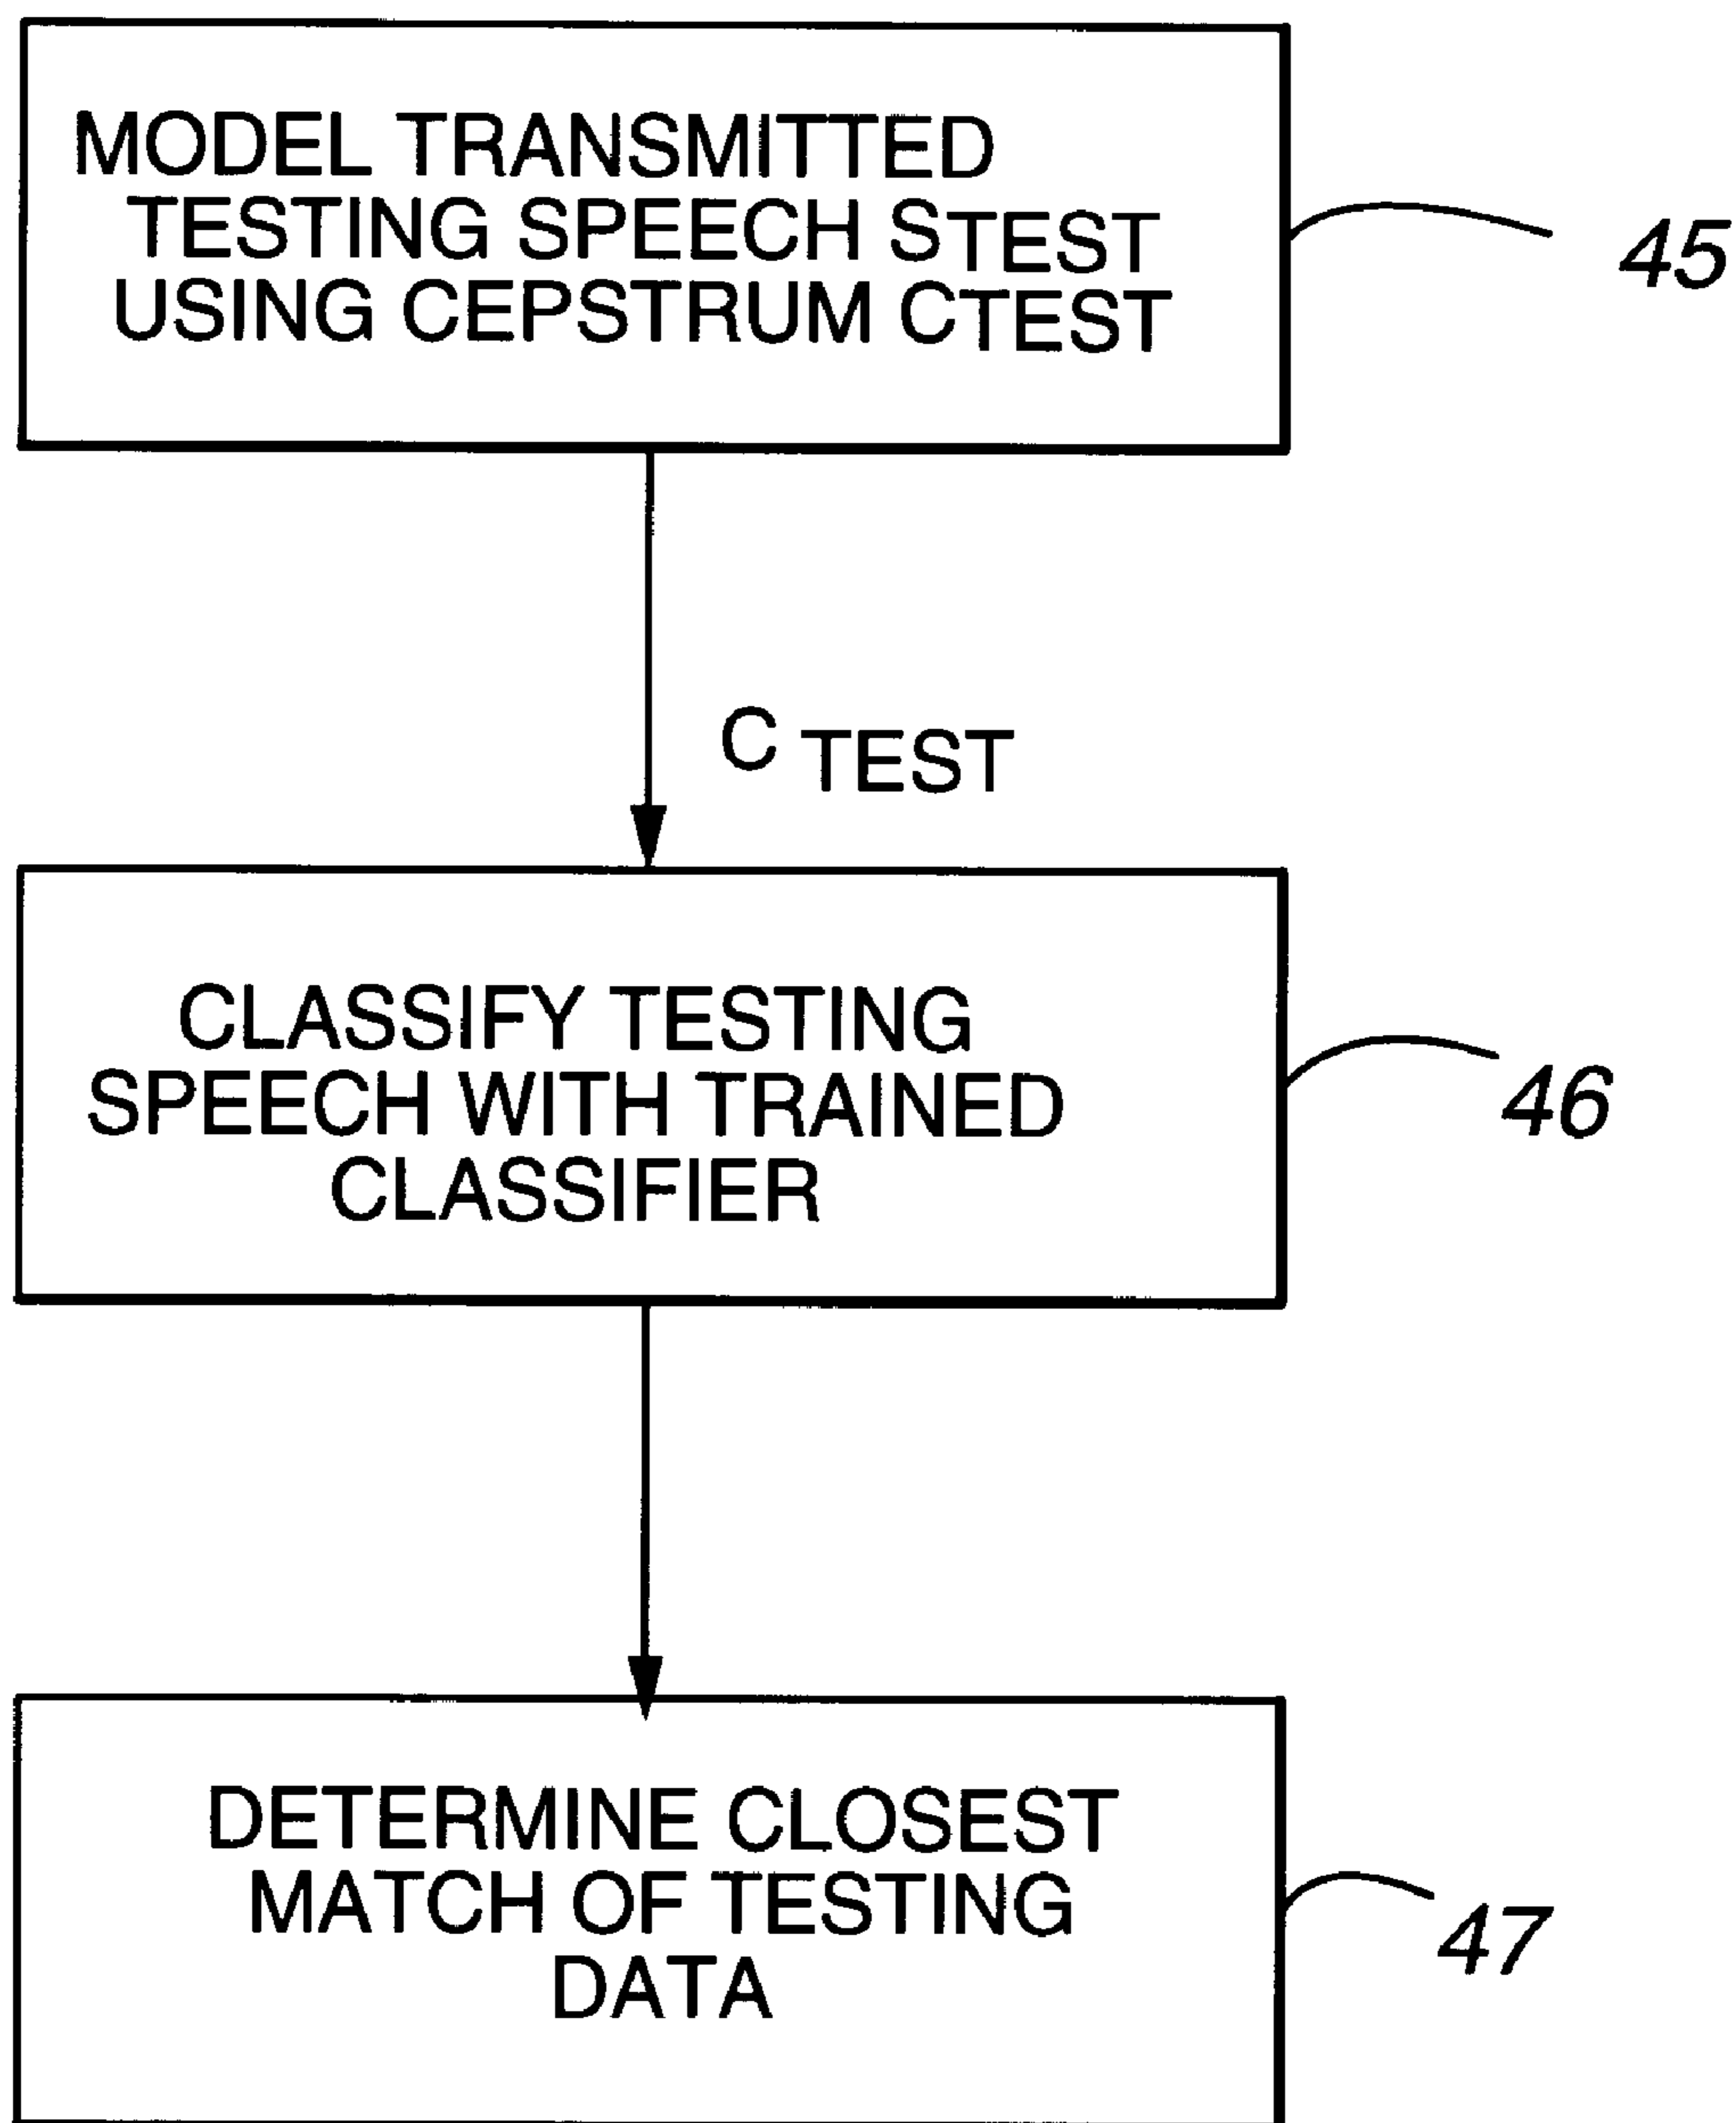 MODEL TRANSMITTED
TESTING SPEECH STEST
USING CEPSTRUM CTEST
45
C TEST
CLASSIFY TESTING
SPEECH WITH TRAINED
CLASSIFIER
46
DETERMINE CLOSEST
MATCH OF TESTING
DATA
47